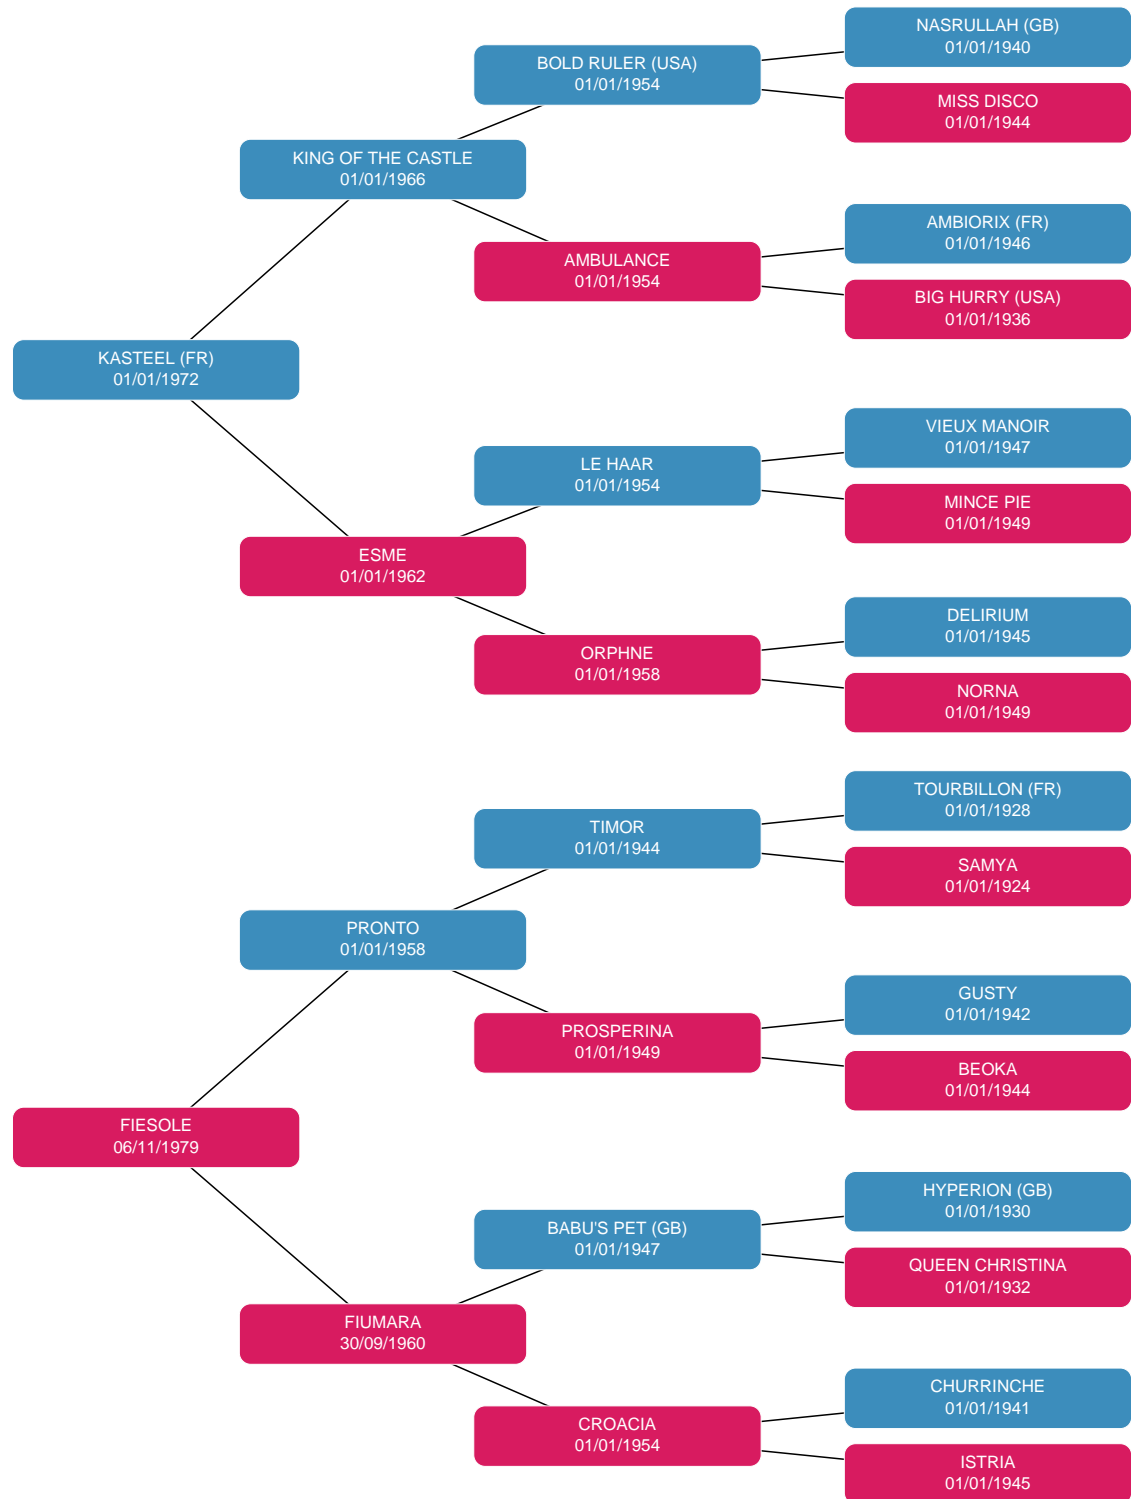 NASRULLAH (GB)
01/01/1940
BOLD RULER (USA)
01/01/1954
MISS DISCO
01/01/1944
KING OF THE CASTLE
01/01/1966
AMBIORIX (FR)
01/01/1946
AMBULANCE
01/01/1954
BIG HURRY (USA)
01/01/1936
KASTEEL (FR)
01/01/1972
VIEUX MANOIR
01/01/1947
LE HAAR
01/01/1954
MINCE PIE
01/01/1949
ESME
01/01/1962
DELIRIUM
01/01/1945
ORPHNE
01/01/1958
NORNA
01/01/1949
TOURBILLON (FR)
01/01/1928
TIMOR
01/01/1944
SAMYA
01/01/1924
PRONTO
01/01/1958
GUSTY
01/01/1942
PROSPERINA
01/01/1949
BEOKA
01/01/1944
FIESOLE
06/11/1979
HYPERION (GB)
01/01/1930
BABU'S PET (GB)
01/01/1947
QUEEN CHRISTINA
01/01/1932
FIUMARA
30/09/1960
CHURRINCHE
01/01/1941
CROACIA
01/01/1954
ISTRIA
01/01/1945